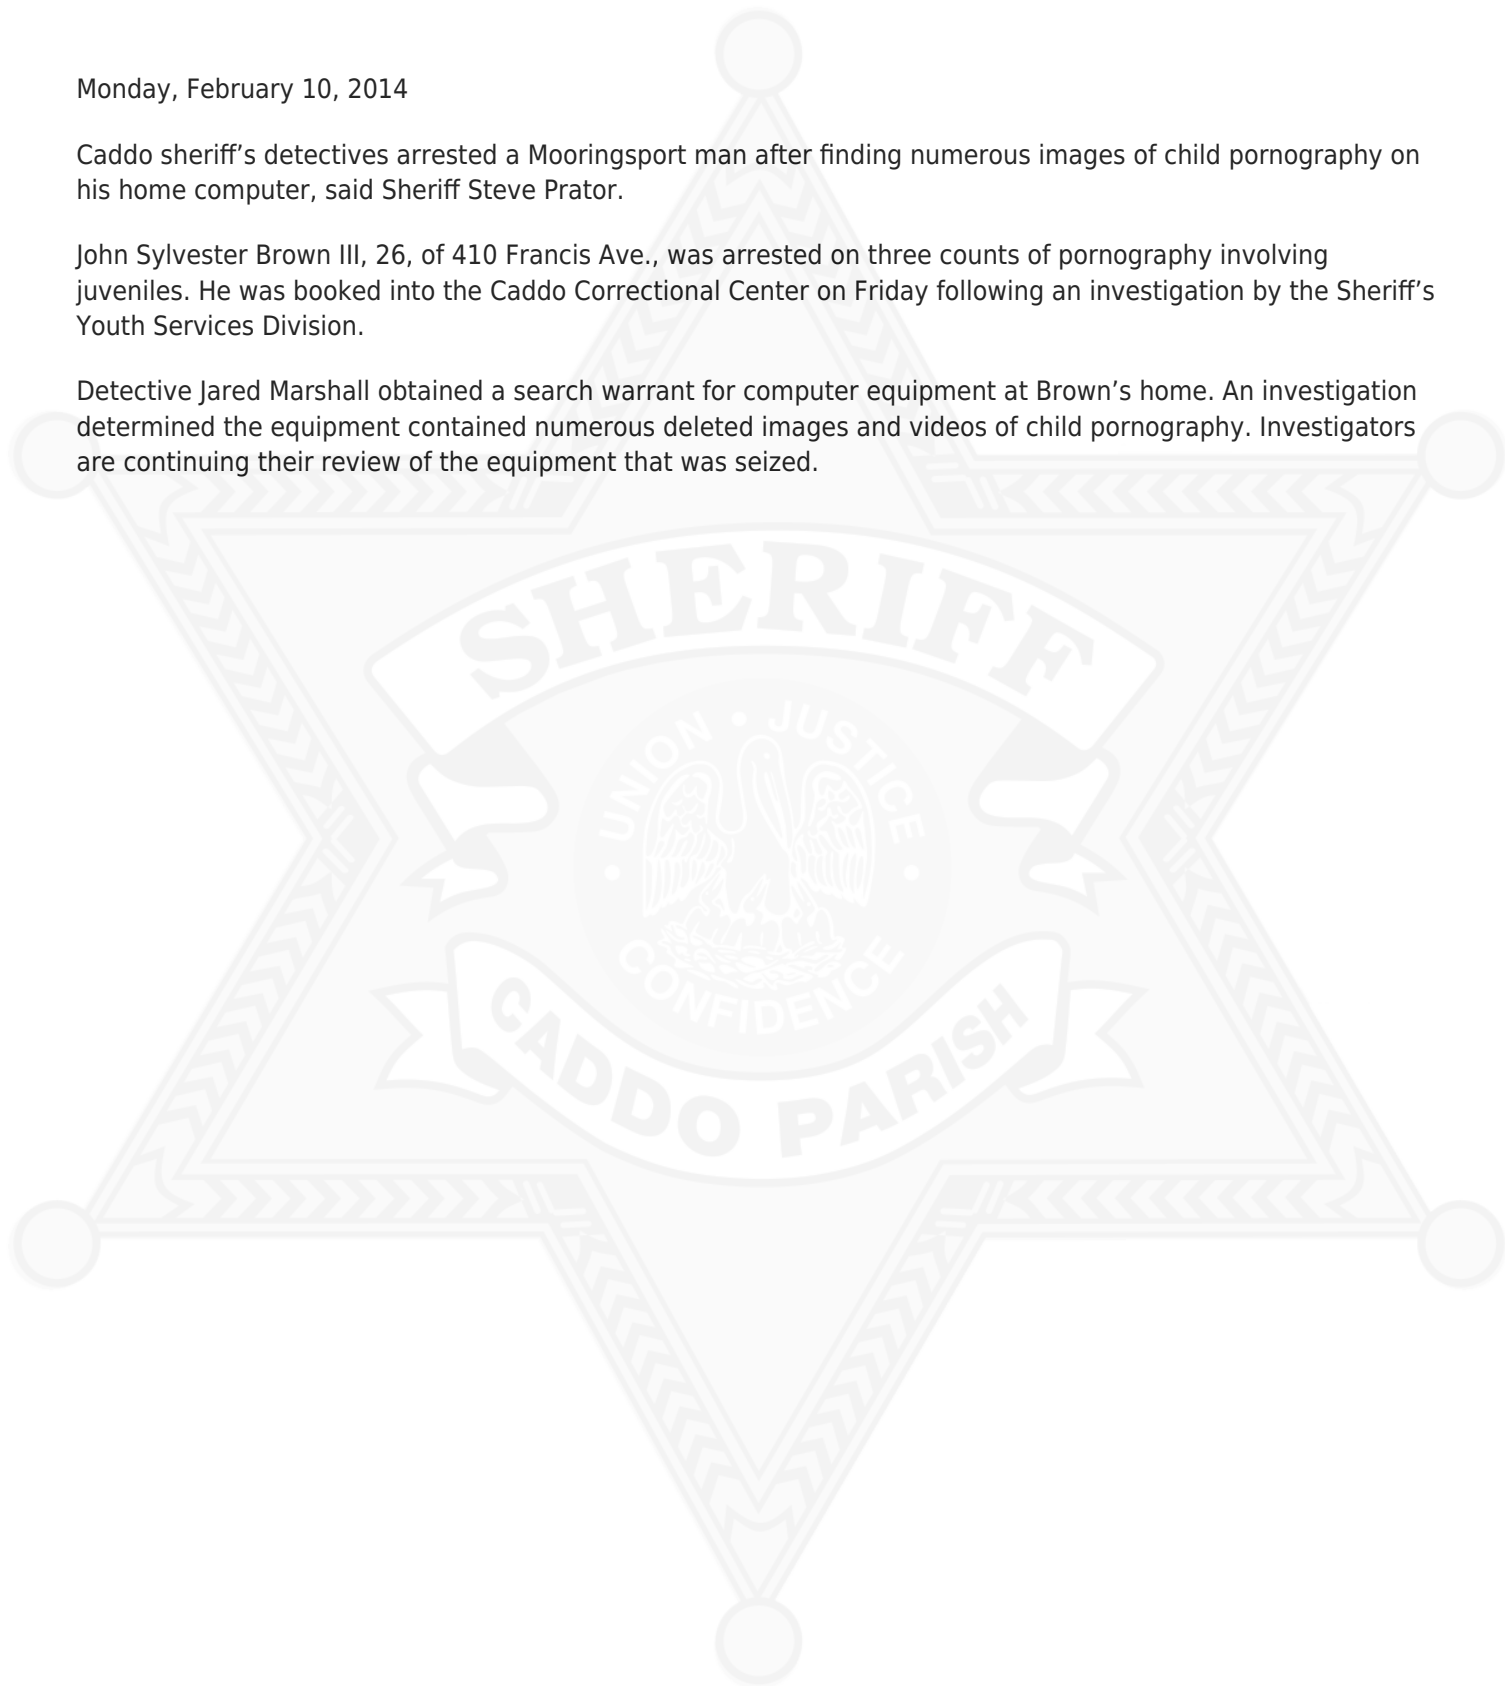 Monday, February 10, 2014
Caddo sheriff’s detectives arrested a Mooringsport man after finding numerous images of child pornography on
his home computer, said Sheriff Steve Prator.
John Sylvester Brown III, 26, of 410 Francis Ave., was arrested on three counts of pornography involving
juveniles. He was booked into the Caddo Correctional Center on Friday following an investigation by the Sheriff’s
Youth Services Division.
Detective Jared Marshall obtained a search warrant for computer equipment at Brown’s home. An investigation
determined the equipment contained numerous deleted images and videos of child pornography. Investigators
are continuing their review of the equipment that was seized.
SHERIFF
UNION • JUSTICE
• CONFIDENCE •
CADDO PARISH